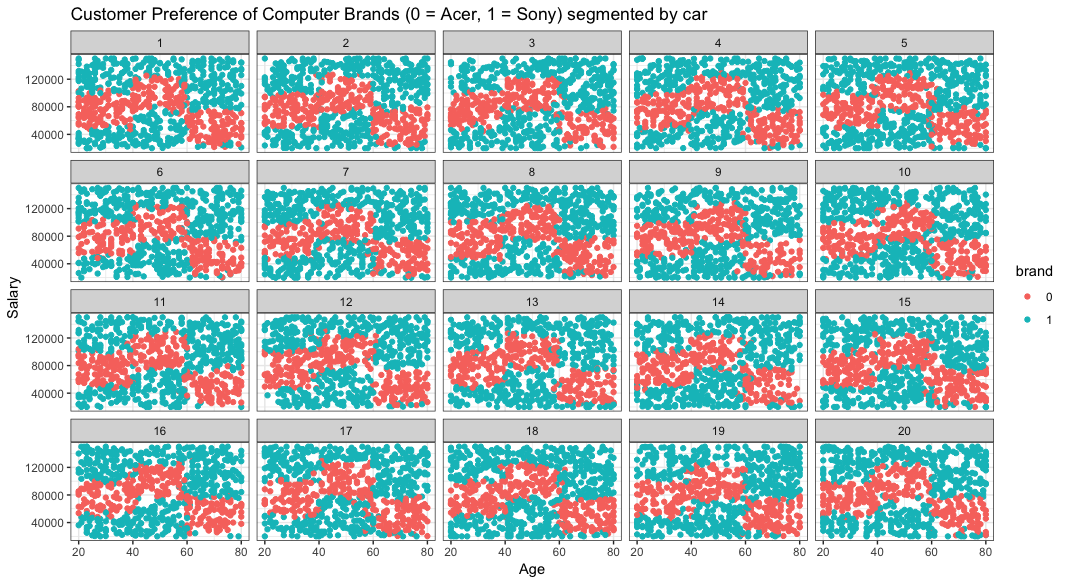 Customer Preference of Computer Brands (0 = Acer, 1 = Sony) segmented by car
1 2 3 4 5
120000
80000
40000
6 7 8 9 10
120000
80000
40000
11 12 13 14 15
120000
80000
40000
16 17 18 19 20
120000
80000
40000
20 40 60 80 20 40 60 80 20 40 60 80 20 40 60 80 20 40 60 80
Age
Salary
brand
0
1